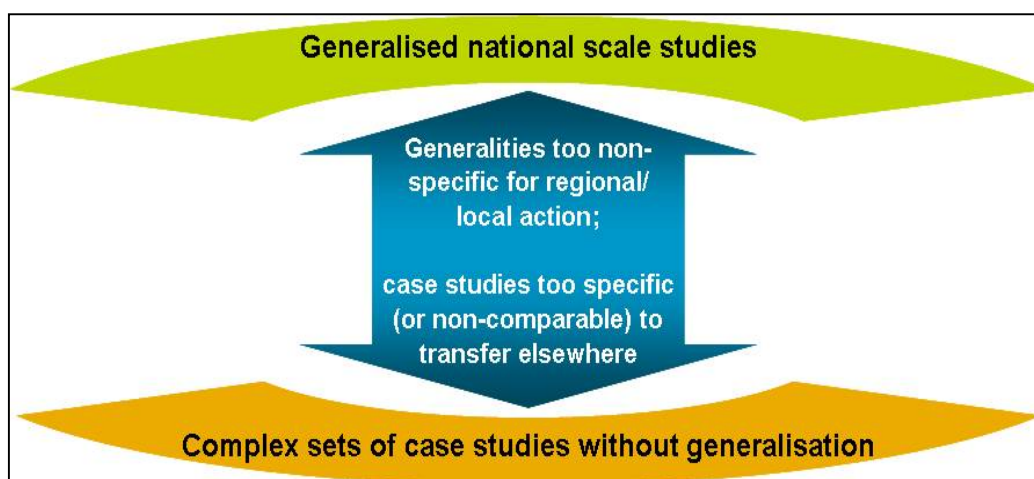 Generalised national scale studies
Generalities too non-
specific for regional/
local action;
case studies too specific
(or non-comparable) to
transfer elsewhere
Complex sets of case studies without generalisation